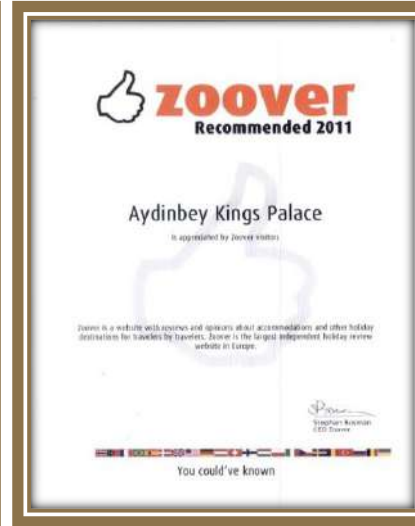 zoover
Recommended 2011
Aydinbey Kings Palace
is appreciated by Zoover visitors
Zoover is a website with reviews and opinions about accommodations and other holiday
destinations for travelers by travelers. Zoover is the largest independent holiday review
website in Europe.
Stephan
CEO Zoover
You could've known